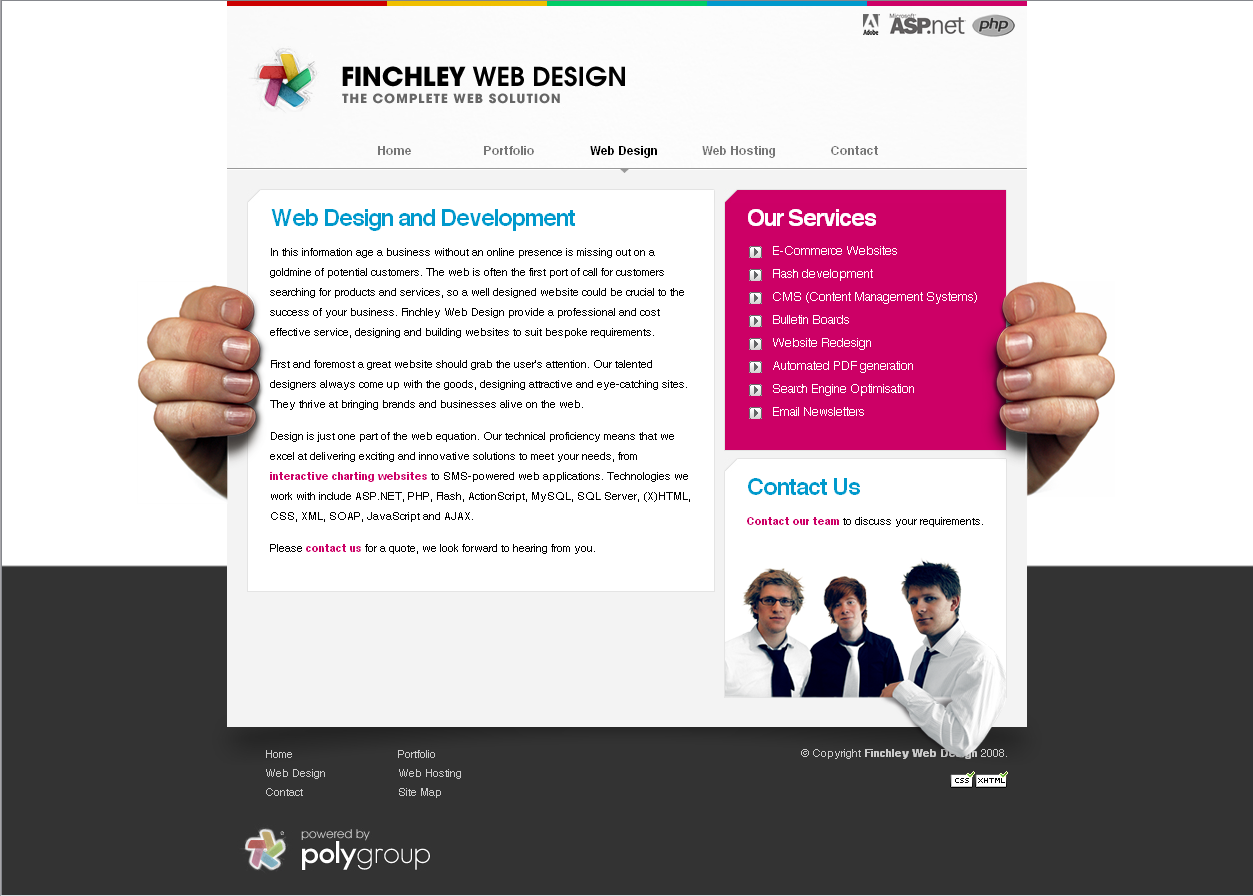 Adobe
Microsoft
ASP.net
php
FINCHLEY WEB DESIGN
THE COMPLETE WEB SOLUTION
Home Portfolio Web Design Web Hosting Contact
Web Design and Development
In this information age a business without an online presence is missing out on a
goldmine of potential customers. The web is often the first port of call for customers
searching for products and services, so a well designed website could be crucial to the
success of your business. Finchley Web Design provide a professional and cost
effective service, designing and building websites to suit bespoke requirements.
First and foremost a great website should grab the user's attention. Our talented
designers always come up with the goods, designing attractive and eye-catching sites.
They thrive at bringing brands and businesses alive on the web.
Design is just one part of the web equation. Our technical proficiency means that we
excel at delivering exciting and innovative solutions to meet your needs, from
interactive charting websites to SMS-powered web applications. Technologies we
work with include ASP.NET, PHP, Flash, ActionScript, MySQL, SQL Server, (X)HTML,
CSS, XML, SOAP, JavaScript and AJAX.
Please contact us for a quote, we look forward to hearing from you.
Our Services
E-Commerce Websites
Flash development
CMS (Content Management Systems)
Bulletin Boards
Website Redesign
Automated PDF generation
Search Engine Optimisation
Email Newsletters
Contact Us
Contact our team to discuss your requirements.
Home Portfolio
Web Design Web Hosting
Contact Site Map
© Copyright Finchley Web Design 2008.
CSS XHTML
powered by
polygroup